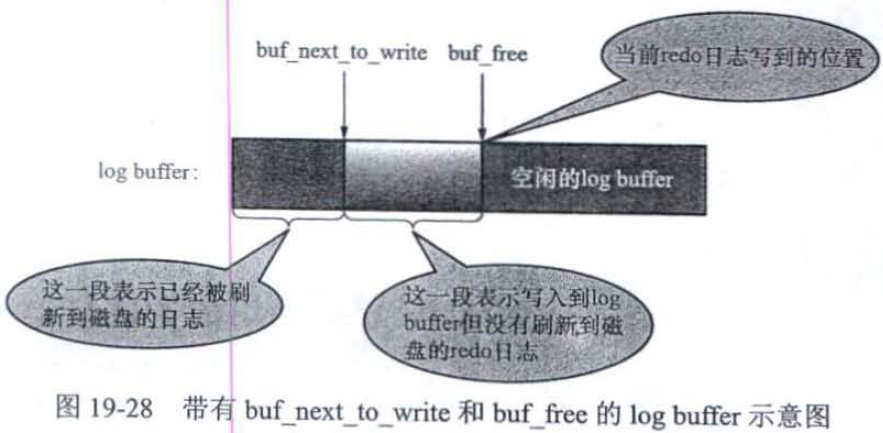 buf_next_to_write buf_free
当前redo日志写到的位置
log buffer:
空闲的log buffer
这一段表示已经被刷
新到磁盘的日志
这一段表示写入到log
buffer但没有刷新到磁
盘的redo日志
图 19-28 带有 buf_next_to_write 和 buf_free 的 log buffer 示意图